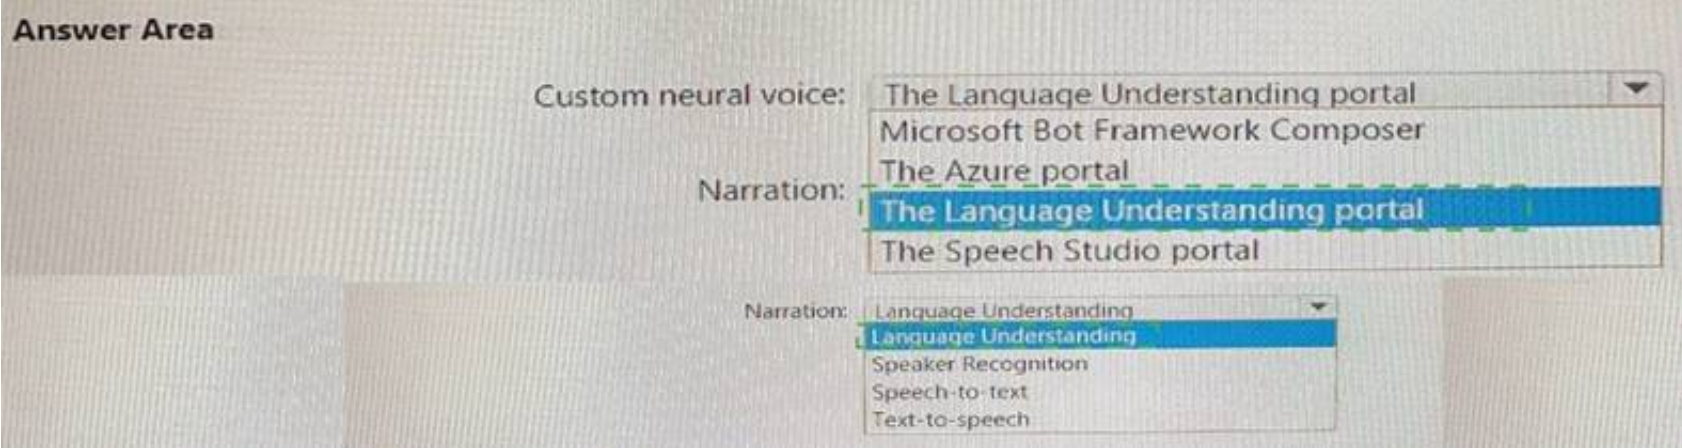 Answer Area
Custom neural voice: The Language Understanding portal
Microsoft Bot Framework Composer
The Azure portal
Narration:
The Language Understanding portal
The Speech Studio portal
Narration: Language Understanding
Language Understanding
Speaker Recognition
Speech-to-text
Text-to-speech